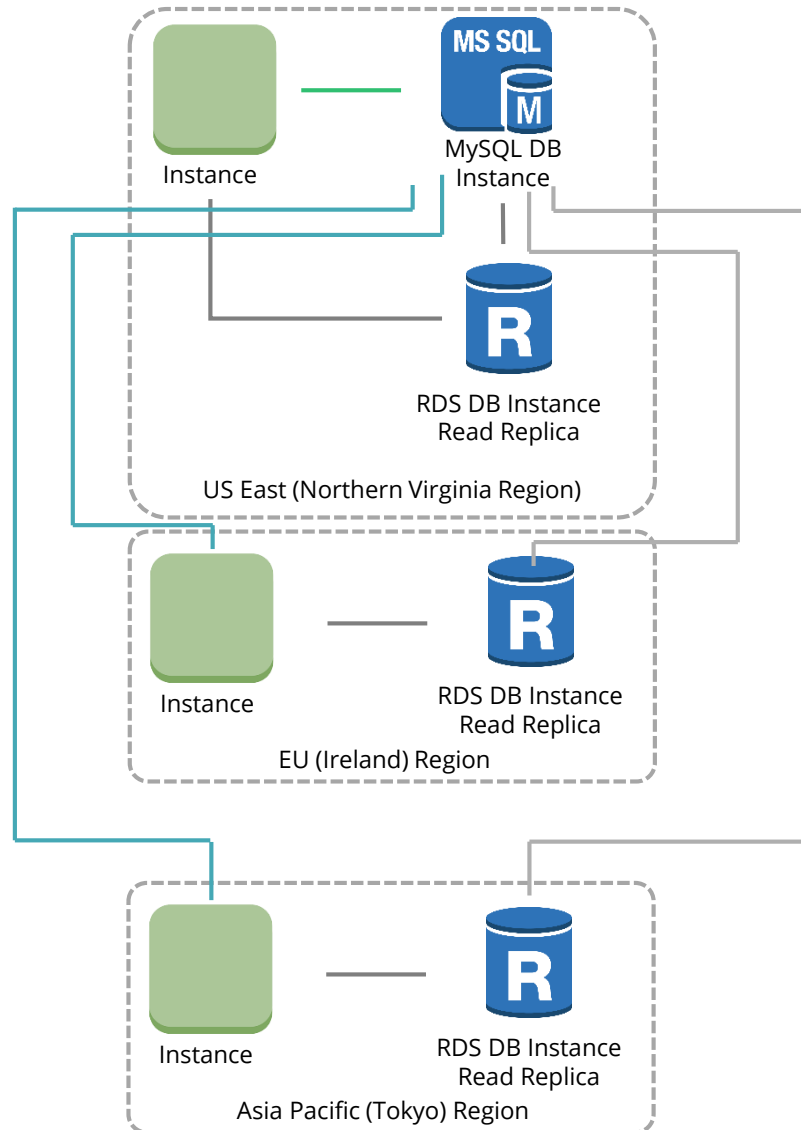 MS SQL
M
MySQL DB
Instance
Instance
R
RDS DB Instance
Read Replica
US East (Northern Virginia Region)
R
Instance
RDS DB Instance
Read Replica
EU (Ireland) Region
R
Instance
RDS DB Instance
Read Replica
Asia Pacific (Tokyo) Region